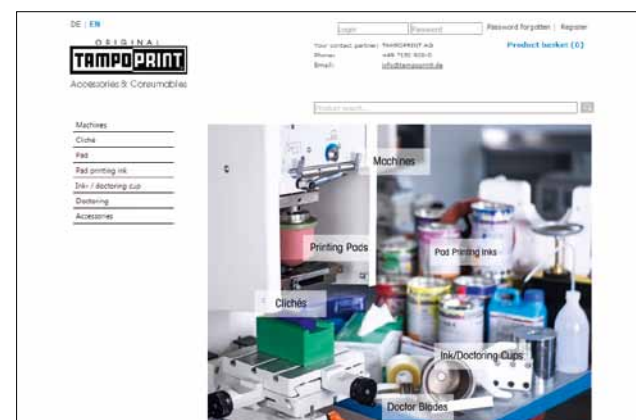 DE | EN
Login
Password
Password forgotten | Register
ORIGINAL
TAMPOPRINT
Accessories & Consumables
Your contact partner: TAMPOPRINT AG
Phone:
Email: info@tampoprint.de
Product basket (0)
Product search...
Machines
Cliché
Pad
Pad printing ink
Ink- / doctoring cup
Doctoring
Accessories
Machines
Printing Pads
Pad Printing Inks
Clichés
Ink/Doctoring Cups
Doctor Blades